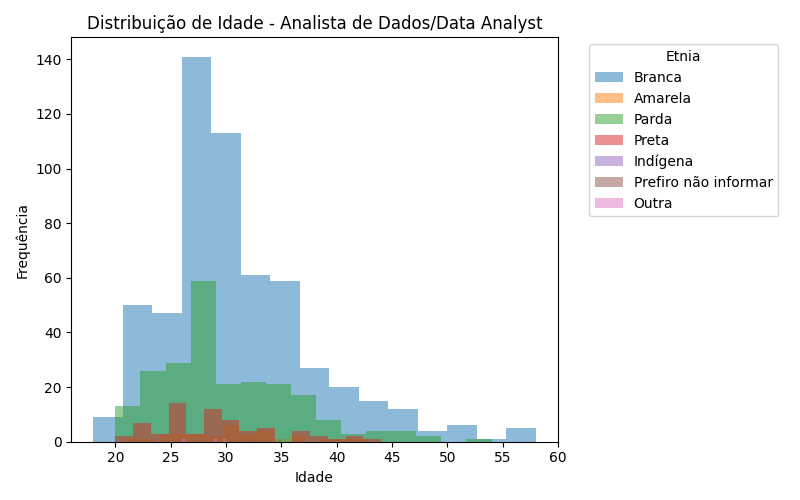 Distribuição de Idade - Analista de Dados/Data Analyst
Frequência
140
120
100
80
60
40
20
0
20 25 30 35 40 45 50 55 60
Idade
Etnia
Branca
Amarela
Parda
Preta
Indígena
Prefiro não informar
Outra